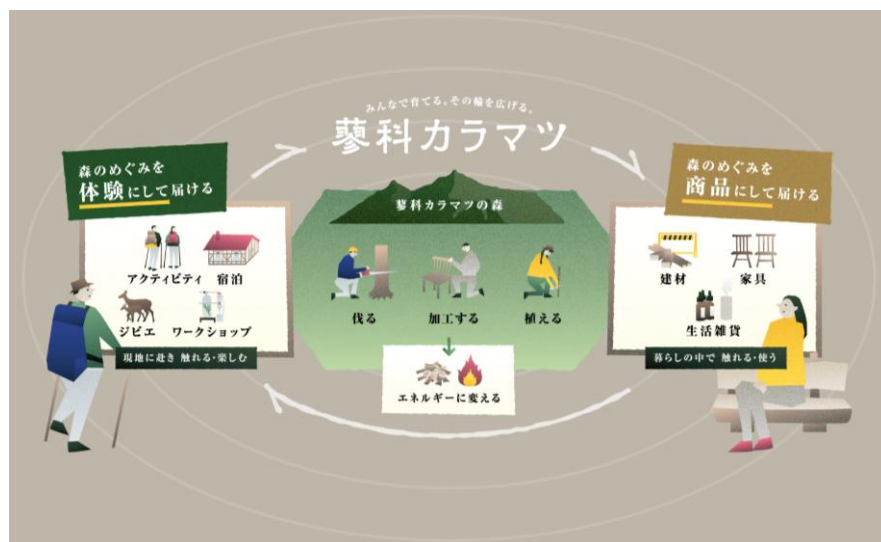 みんなで育てる。その輪を広げる。
蓼科カラマツ
森のめぐみを
体験にして届ける
アクティビティ 宿泊
ジビエ ワークショップ
現地に赴き 触れる・楽しむ
蓼科カラマツの森
伐る 加工する 植える
エネルギーに変える
森のめぐみを
商品にして届ける
建材 家具
生活雑貨
暮らしの中で 触れる・使う